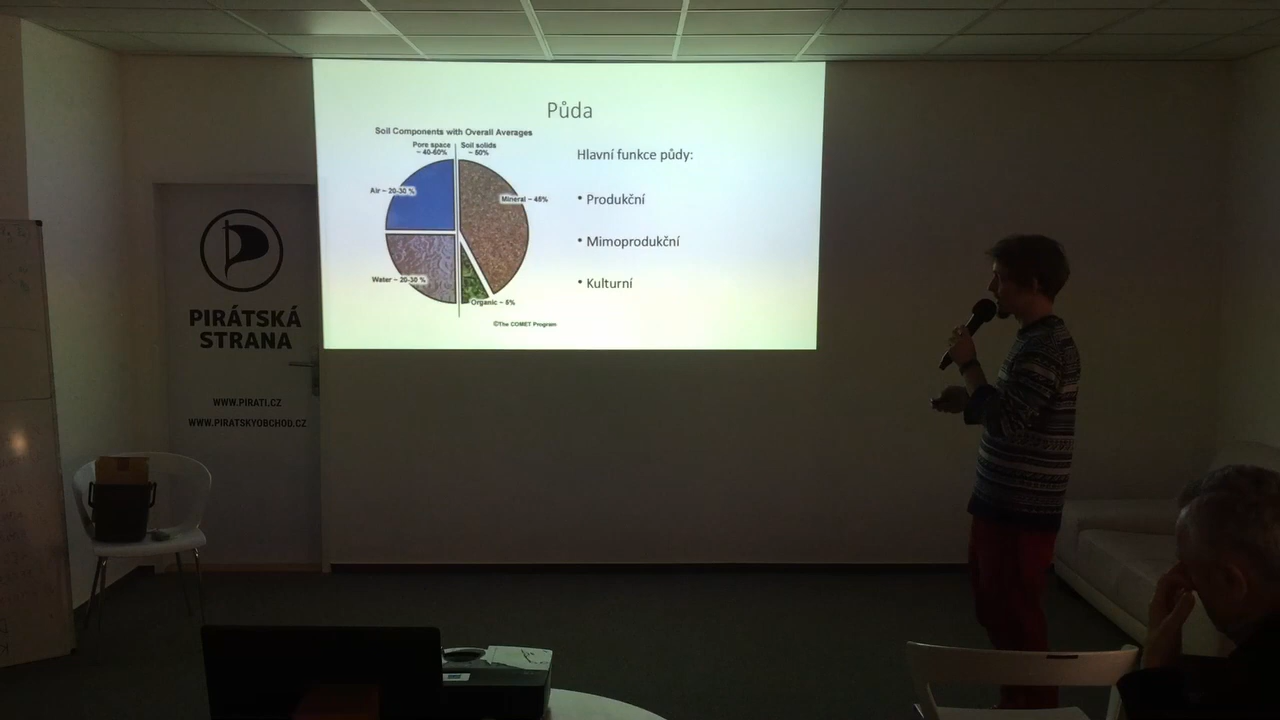 Půda
Soil Components with Overall Averages
Pore space
~ 40-60%
Soil solids
~ 50%
Air ~ 20-30 %
Mineral ~ 45%
Water ~ 20-30 %
Organic ~ 5%
©The COMET Program
Hlavní funkce půdy:
• Produkční
• Mimoprodukční
• Kulturní
PIRÁTSKÁ
STRANA
WWW.PIRATI.CZ
WWW.PIRATSKYOBCHOD.CZ